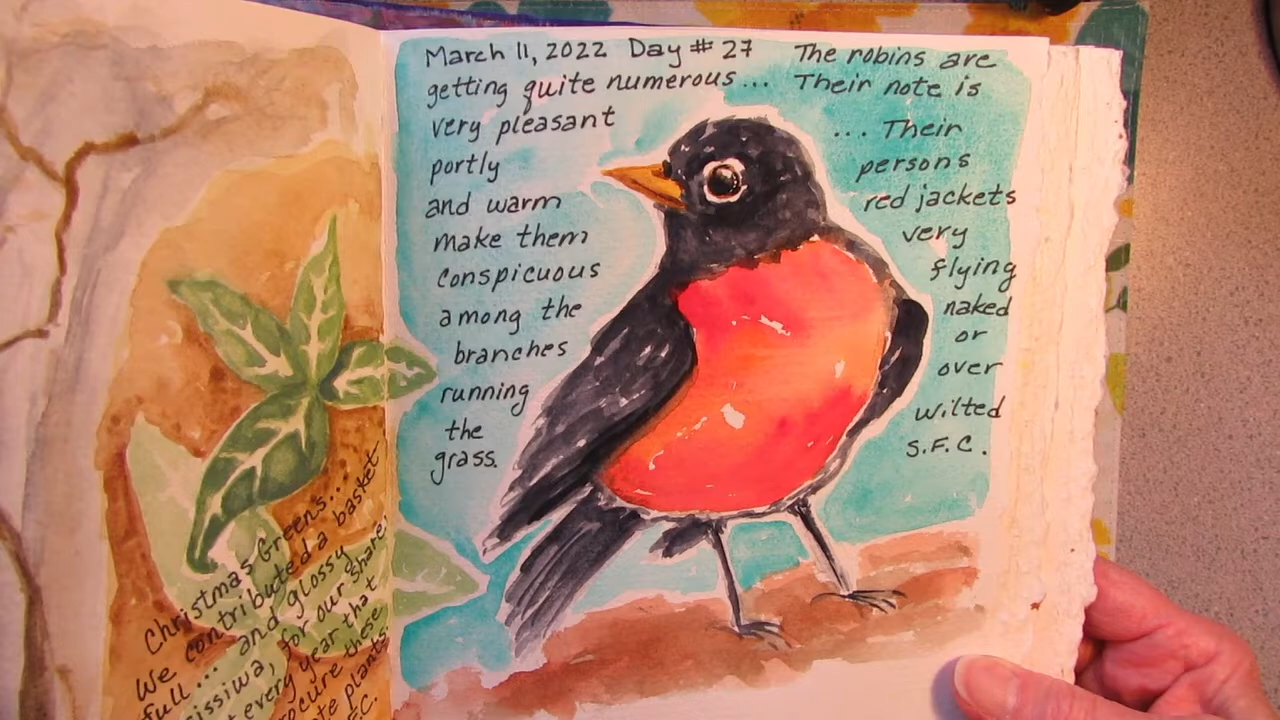 Christmas Greens...
We contributed a basket
full... and glossy
for our share,
every year that
these
plants.
March 11, 2022 Day # 27 The robins are
getting quite numerous... Their note is
very pleasant ... Their
portly persons
and warm red jackets
make them very
conspicuous flying
among the naked
branches or
running over
the wilted
grass. S.F.C.